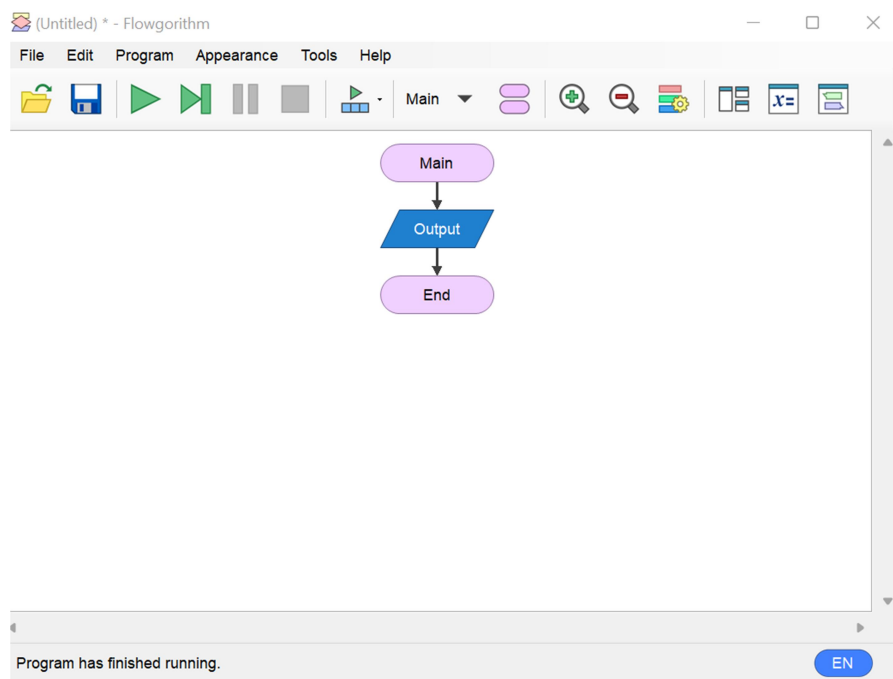 (Untitled) * - Flowgorithm
File Edit Program Appearance Tools Help
Main
x=
Main
Output
End
Program has finished running.
EN